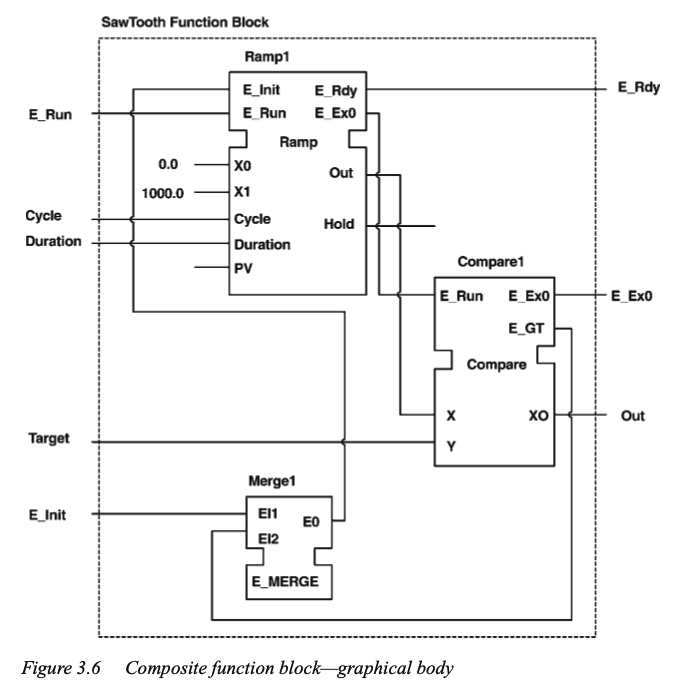 SawTooth Function Block
Ramp1
E_Init E_Rdy
E_Rdy
E_Run
E_Run E_Ex0
Ramp
0.0
X0
Out
1000.0
X1
Cycle
Cycle
Hold
Duration
Duration
PV
Compare1
E_Run E_Ex0
E_Ex0
E_GT
Compare
X XO
Out
Target
Y
Merge1
E_Init
EI1
E0
EI2
E_MERGE
Figure 3.6 Composite function block—graphical body